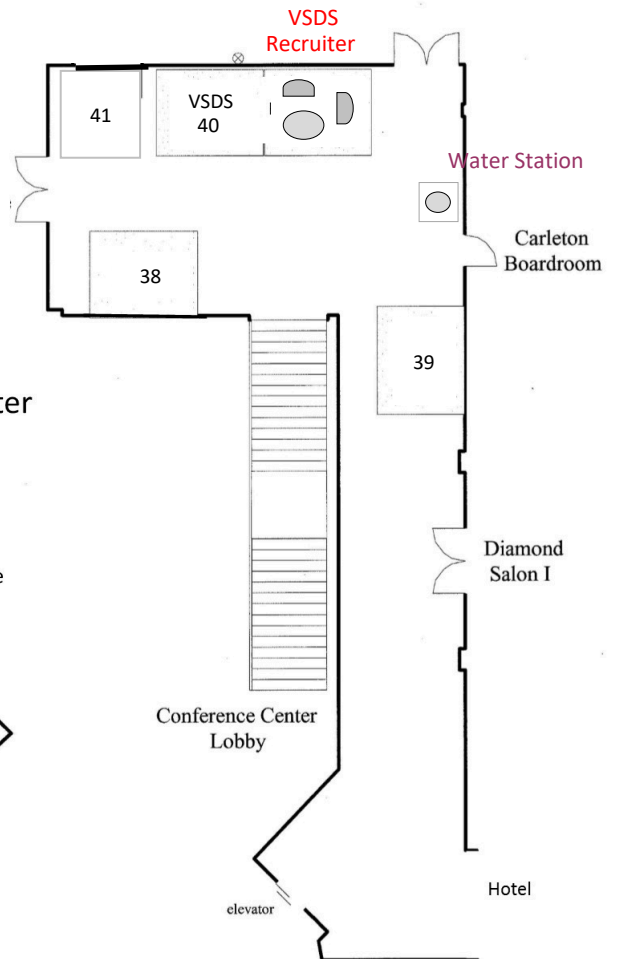 VSDS
Recruiter
41
VSDS
40
Water Station
Carleton
Boardroom
38
39
Diamond
Salon I
Conference Center
Lobby
Hotel
elevator